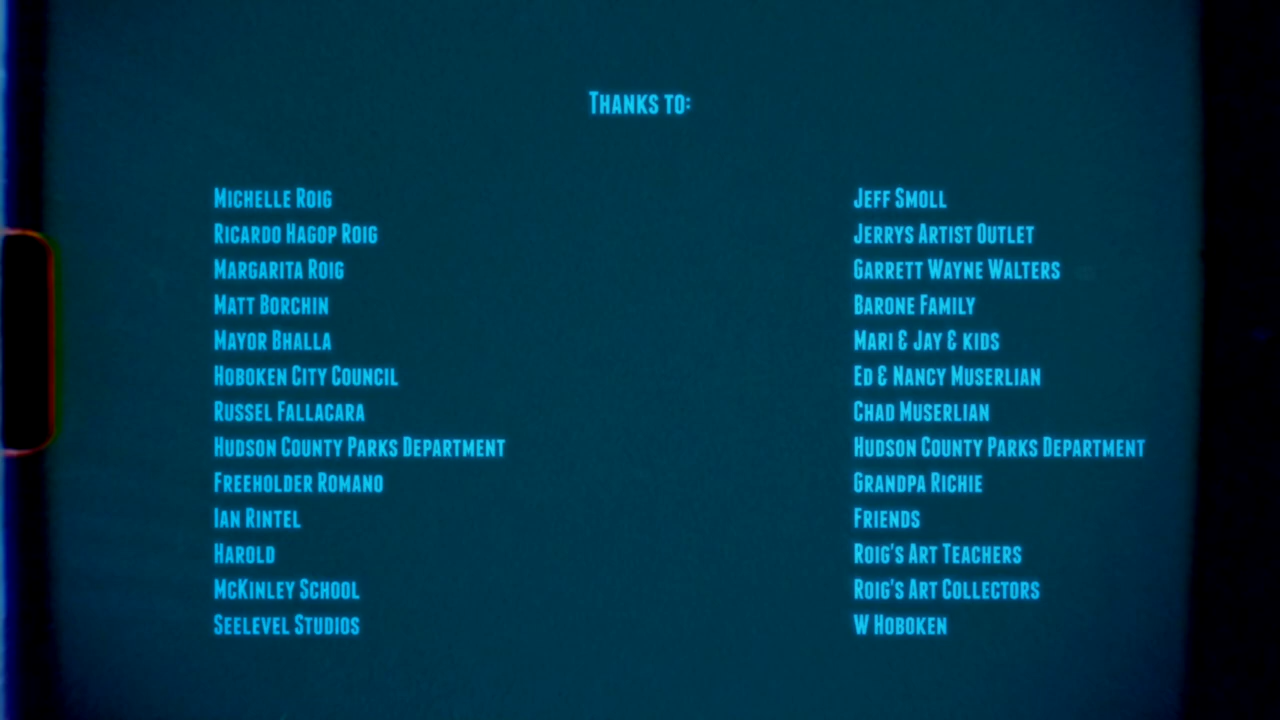 Thanks to:
Michelle Roig
Ricardo Hagop Roig
Margarita Roig
Matt Borchin
Mayor Bhalla
Hoboken City Council
Russel Fallacara
Hudson County Parks Department
Freeholder Romano
Ian Rintel
Harold
McKinley School
Seelevel Studios
Jeff Smoll
Jerrys Artist Outlet
Garrett Wayne Walters
Barone Family
Mari & Jay & kids
Ed & Nancy Muserlian
Chad Muserlian
Hudson County Parks Department
Grandpa Richie
Friends
Roig's Art Teachers
Roig's Art Collectors
W Hoboken